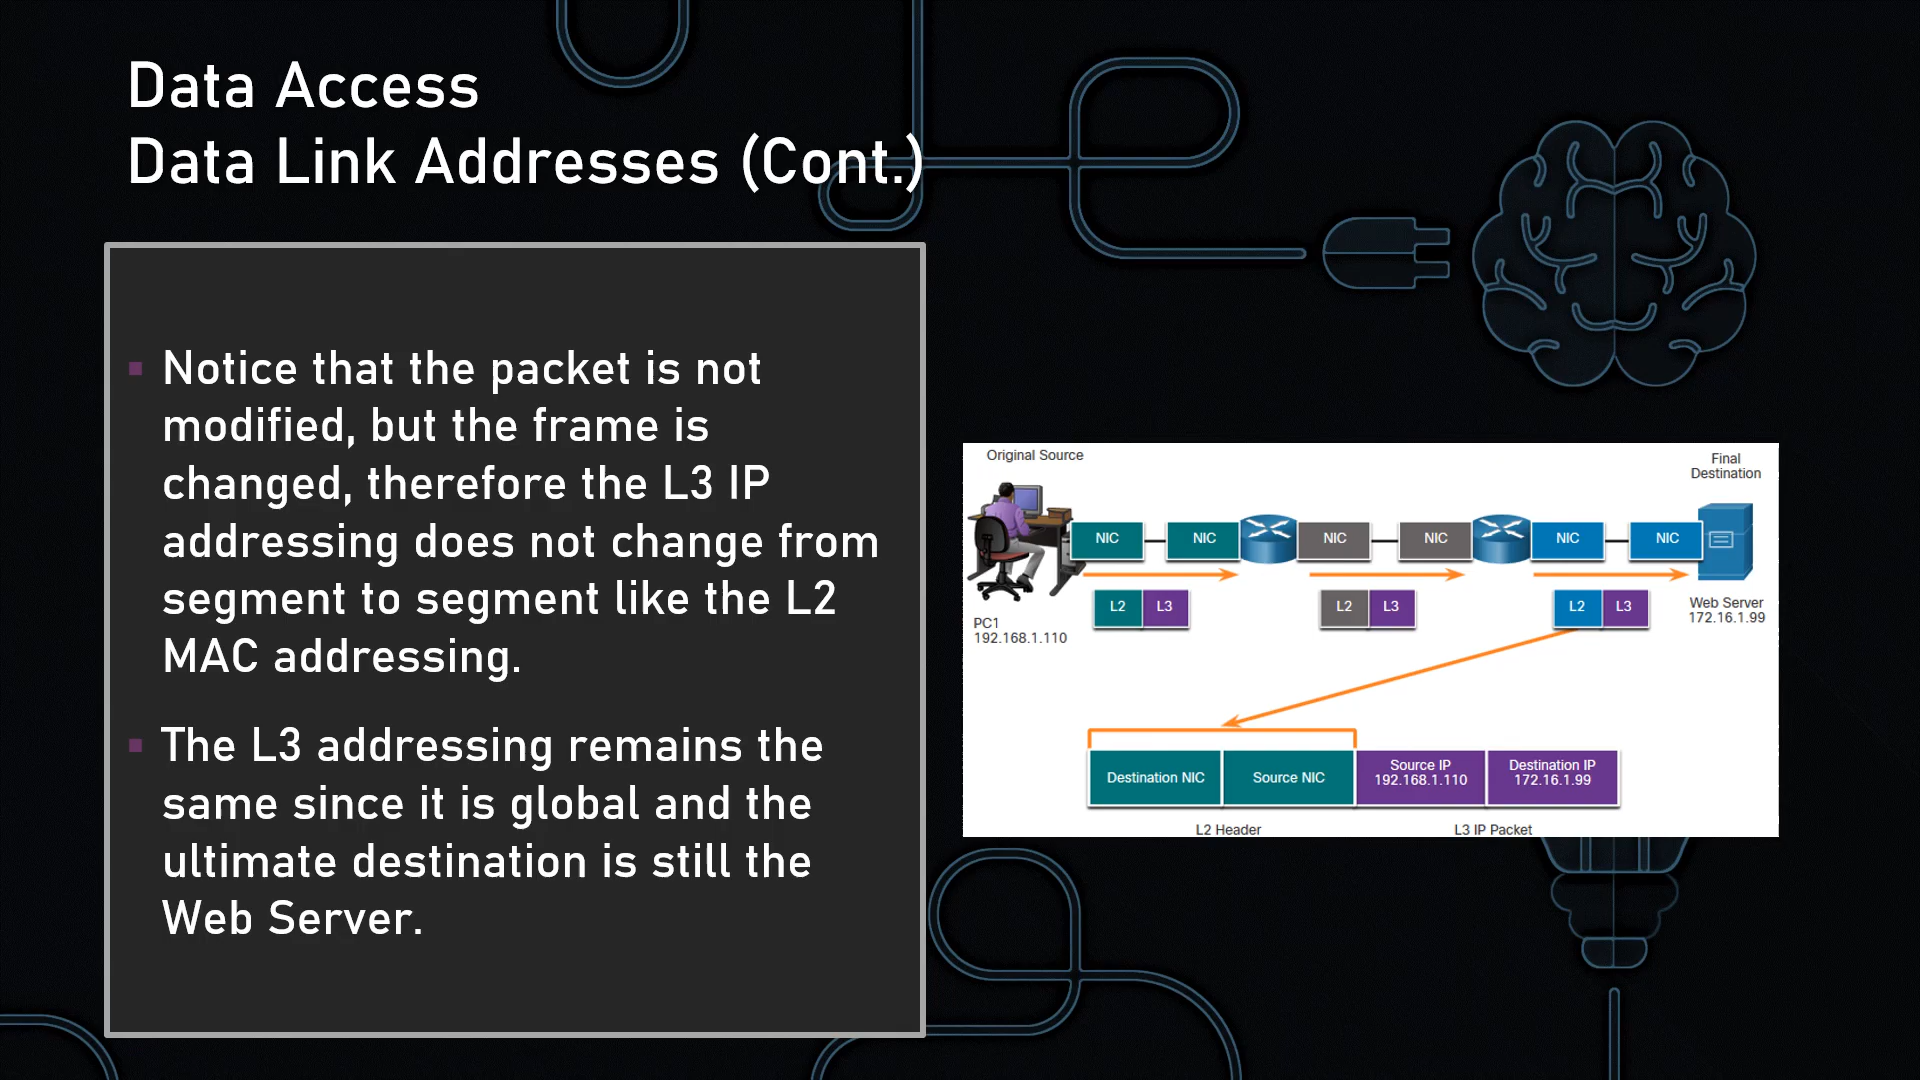 Data Access
Data Link Addresses (Cont.)
Notice that the packet is not
modified, but the frame is
changed, therefore the L3 IP
addressing does not change from
segment to segment like the L2
MAC addressing.
The L3 addressing remains the
same since it is global and the
ultimate destination is still the
Web Server.
Original Source
Final
Destination
NIC NIC NIC NIC NIC NIC
L2 L3 L2 L3 L2 L3
PC1
192.168.1.110
Web Server
172.16.1.99
Destination NIC
Source NIC
Source IP
192.168.1.110
Destination IP
172.16.1.99
L2 Header
L3 IP Packet